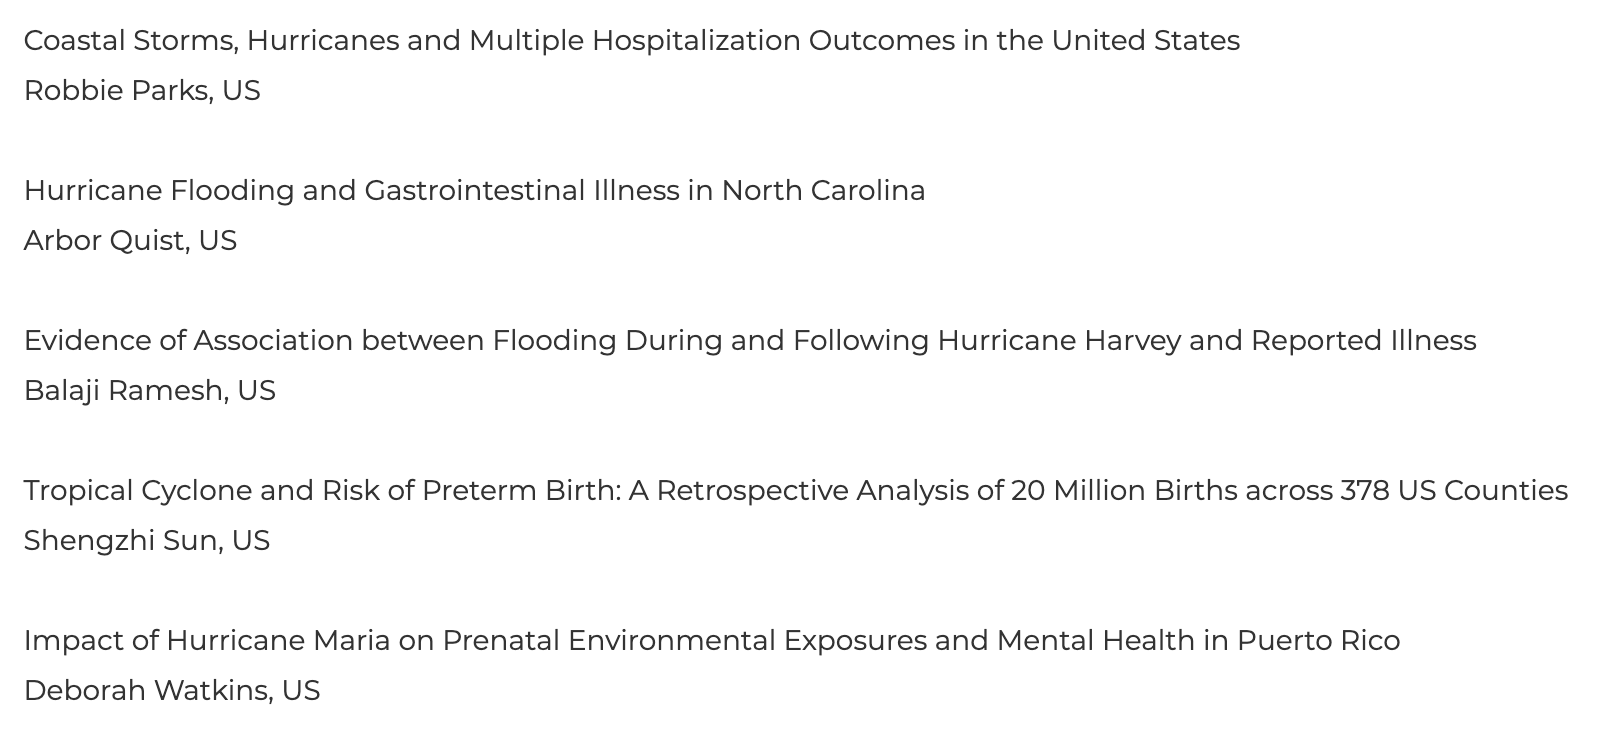 Coastal Storms, Hurricanes and Multiple Hospitalization Outcomes in the United States
Robbie Parks, US
Hurricane Flooding and Gastrointestinal Illness in North Carolina
Arbor Quist, US
Evidence of Association between Flooding During and Following Hurricane Harvey and Reported Illness
Balaji Ramesh, US
Tropical Cyclone and Risk of Preterm Birth: A Retrospective Analysis of 20 Million Births across 378 US Counties
Shengzhi Sun, US
Impact of Hurricane Maria on Prenatal Environmental Exposures and Mental Health in Puerto Rico
Deborah Watkins, US